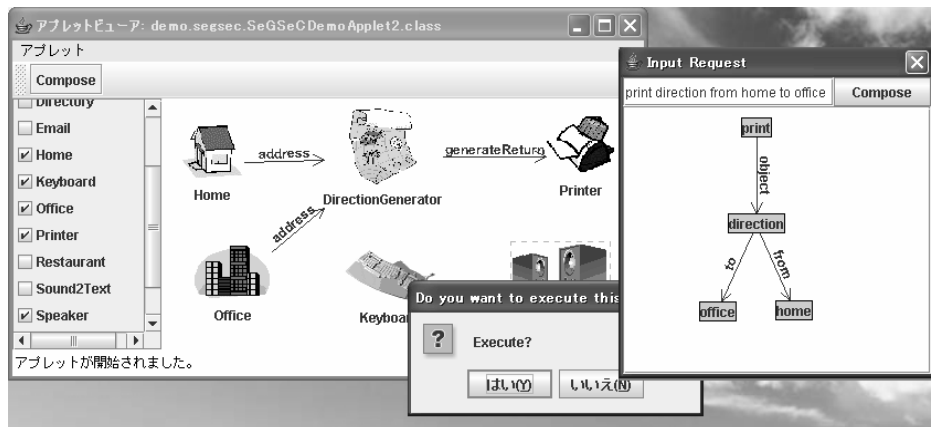 アプレットビューア: demo.segsec.SeGSeCDemoApplet2.class
アプレット
Compose
Directory
Email
Home
Keyboard
Office
Printer
Restaurant
Sound2Text
Speaker
address
generateReturn
Home
DirectionGenerator
Printer
address
Office
Keyboar
アプレットが開始されました。
Do you want to execute this
Execute?
はい(Y)
いいえ(N)
Input Request
print direction from home to office
Compose
print
object
direction
to
from
office
home